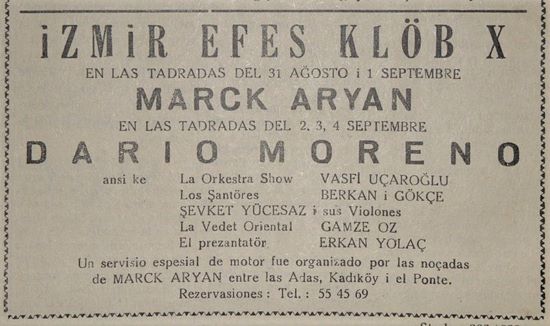 İZMİR EFES KLÖB X
EN LAS TADRADAS DEL 31 AGOSTO i 1 SEPTEMBRE
MARCK ARYAN
EN LAS TADRADAS DEL 2, 3, 4 SEPTEMBRE
DARIO MORENO
ansi ke La Orkestra Show VASFİ UÇAROĞLU
Los Şantöres BERKAN i GÖKÇE
ŞEVKET YÜCESAZ i sus Violones
La Vedet Oriental GAMZE OZ
El prezantatör ERKAN YOLAÇ
Un servisio espesial de motor fue organizado por las noçadas
de MARCK ARYAN entre las Adas, Kadıköy i el Ponte.
Rezervasiones : Tel. : 55 45 69